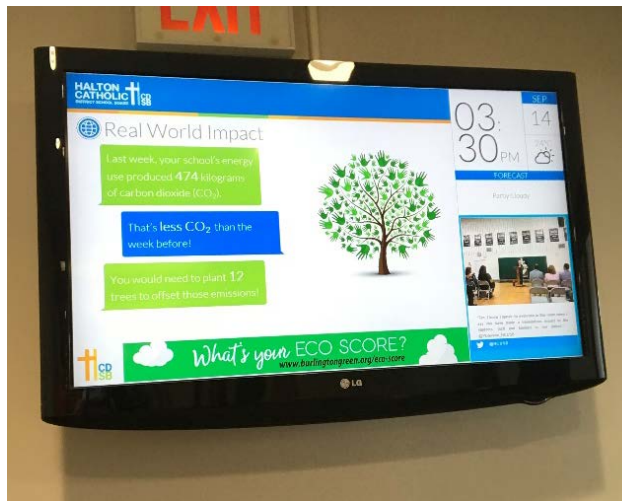 EXIT
HALTON
CATHOLIC
DISTRICT SCHOOL BOARD
CD
SB
Real World Impact
Last week, your school's energy
use produced 474 kilograms
of carbon dioxide (CO₂).
That's less CO₂ than the
week before!
You would need to plant 12
trees to offset those emissions!
What's your ECO SCORE?
www.burlingtongreen.org/eco-score
CD
SB
03:
30 PM
SEP
14
FORECAST
Partly Cloudy
LG